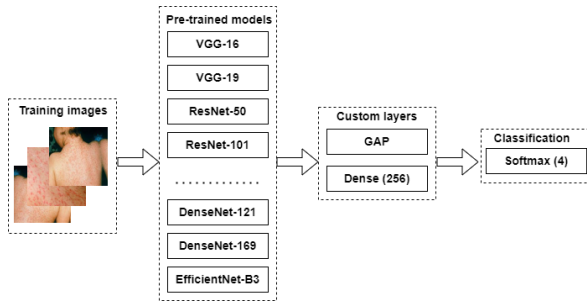 Training images
Pre-trained models
VGG-16
VGG-19
ResNet-50
ResNet-101
............
DenseNet-121
DenseNet-169
EfficientNet-B3
Custom layers
GAP
Dense (256)
Classification
Softmax (4)